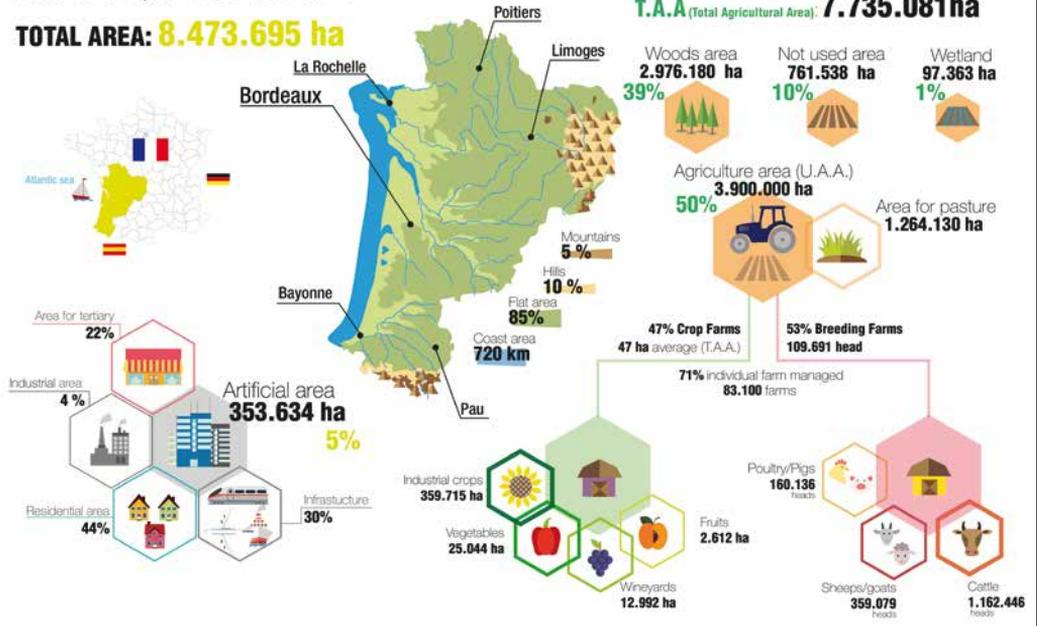 TOTAL AREA: 8.473.695 ha
Poitiers
Limoges
La Rochelle
Bordeaux
Atlantic sea
Bayonne
Pau
Mountains
5 %
Hills
10 %
Flat area
85%
Coast area
720 km
T.A.A (Total Agricultural Area): 7.735.081ha
Woods area
2.976.180 ha
39%
Not used area
761.538 ha
10%
Wetland
97.363 ha
1%
Agriculture area (U.A.A.)
3.900.000 ha
50%
Area for pasture
1.264.130 ha
47% Crop Farms
47 ha average (T.A.A.)
53% Breeding Farms
109.691 head
71% individual farm managed
83.100 farms
Area for tertiary
22%
Industrial area
4 %
Artificial area
353.634 ha
5%
Residential area
44%
Infrastucture
30%
Industrial crops
359.715 ha
Vegetables
25.044 ha
Wineyards
12.992 ha
Fruits
2.612 ha
Poultry/Pigs
160.136
heads
Sheeps/goats
359.079
heads
Cattle
1.162.446
heads